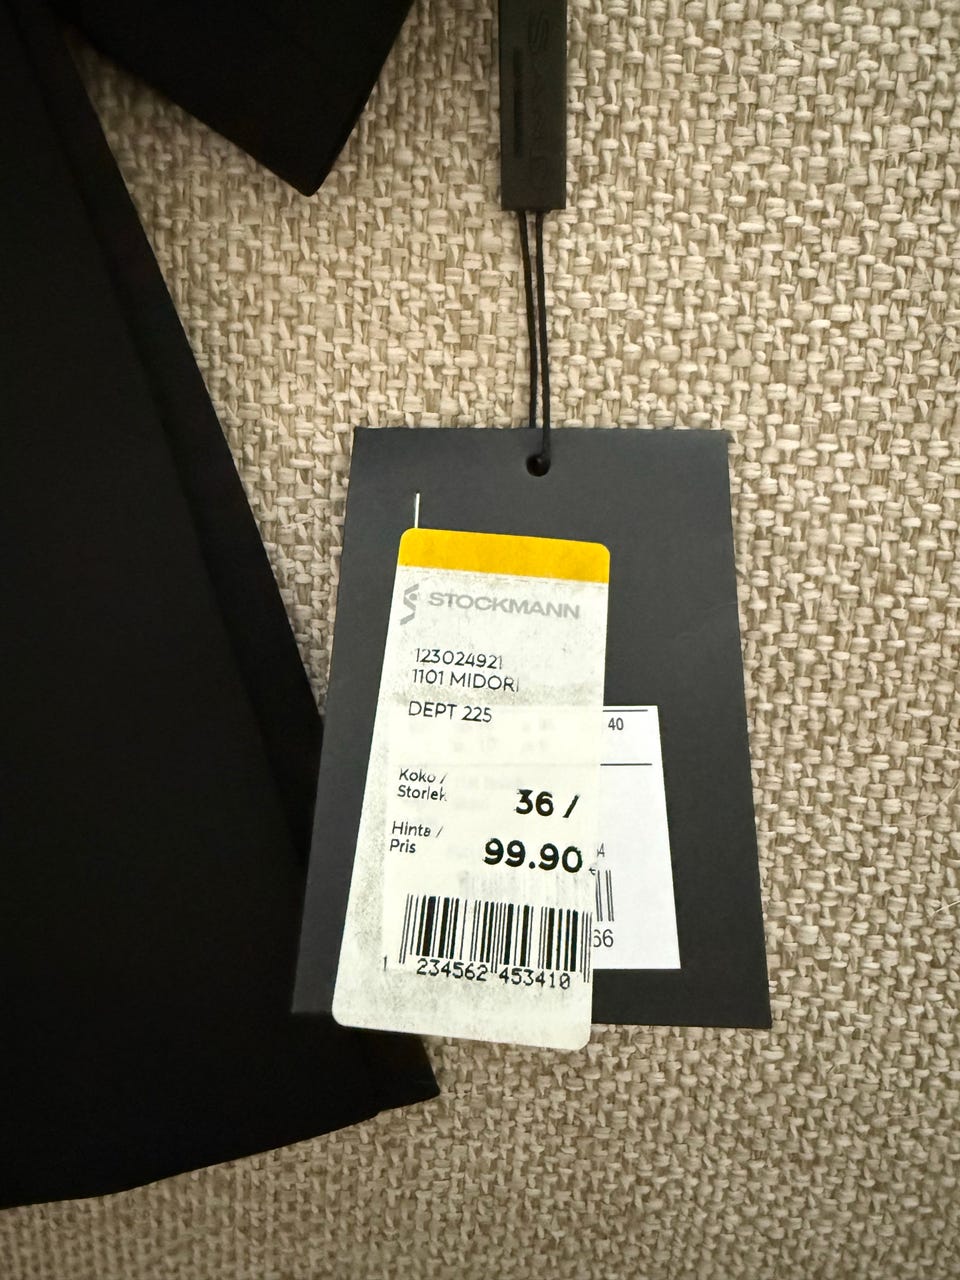 STOCKMANN
123024921
1101 MIDORI
DEPT 225
40
Koko /
Storlek
36 /
Hinta /
Pris
99.90
€
1 234562 453410
66